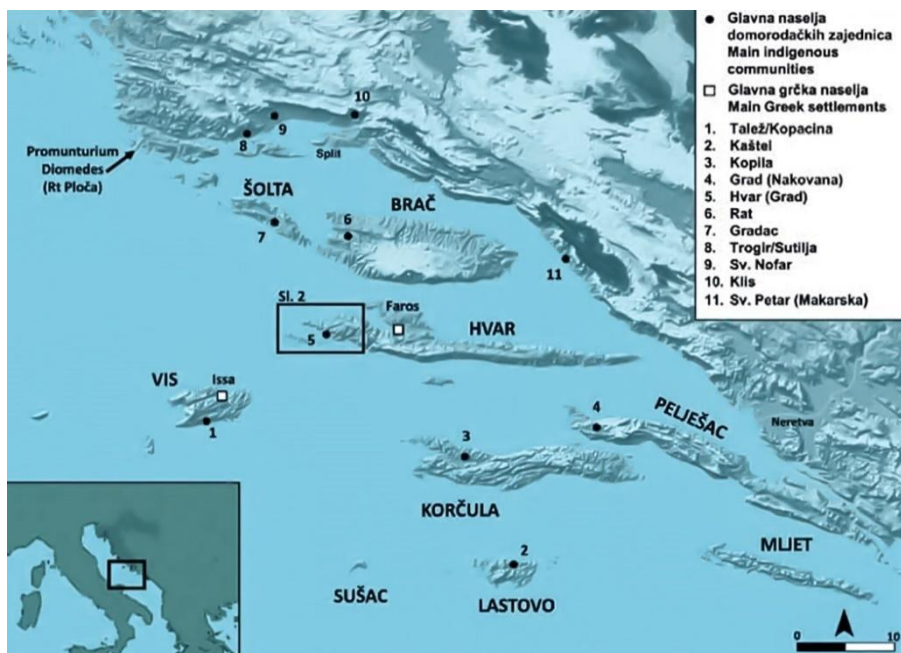 Glavna naselja
domorodačkih zajednica
Main indigenous
communities
Glavna grčka naselja
Main Greek settlements
1. Talež/Kopacina
2. Kaštel
3. Kopila
4. Grad (Nakovana)
5. Hvar (Grad)
6. Rat
7. Gradac
8. Trogir/Sutilja
9. Sv. Nofar
10. Klis
11. Sv. Petar (Makarska)
10
9
8
Split
Promunturium
Diomedes
(Rt Ploča)
ŠOLTA
BRAČ
6
7
11
Sl. 2
Faros
HVAR
5
VIS
Issa
1
4
PELJEŠAC
Neretva
3
KORČULA
2
MLJET
SUŠAC
LASTOVO
0
10